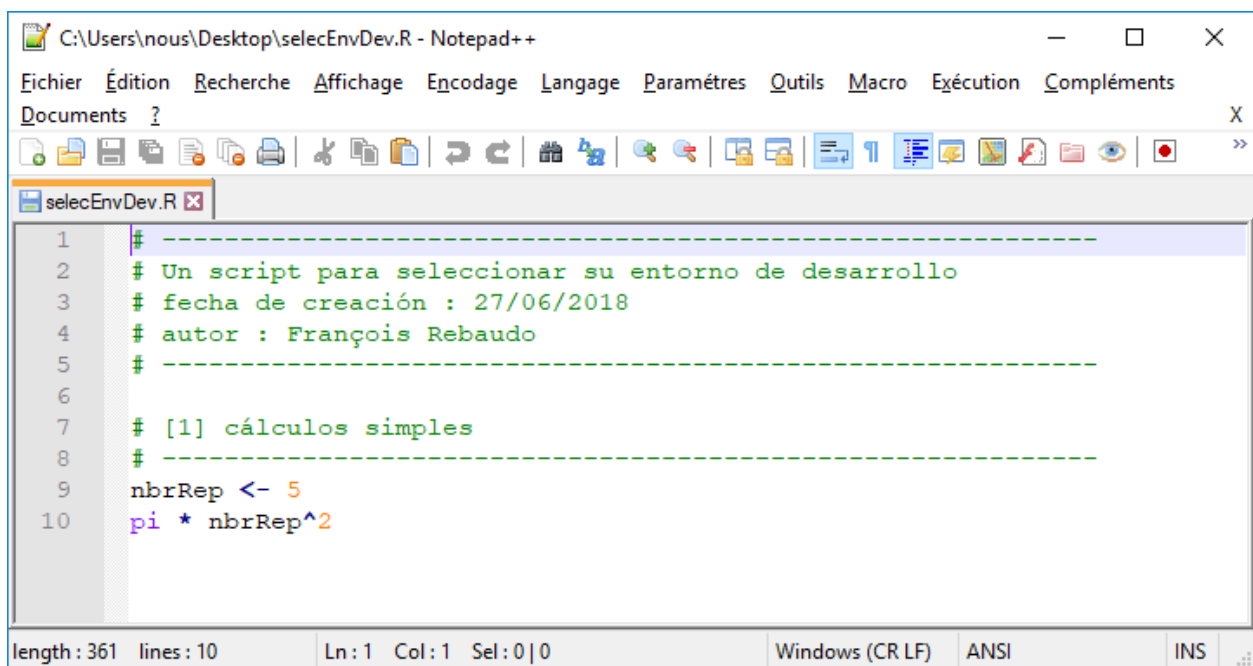 C:\Users\nous\Desktop\selecEnvDev.R - Notepad++
Fichier Édition Recherche Affichage Encodage Langage Paramétres Outils Macro Exécution Compléments
Documents ? X
selecEnvDev.R
1 # ------------------------------------------------------------
2 # Un script para seleccionar su entorno de desarrollo
3 # fecha de creación : 27/06/2018
4 # autor : François Rebaudo
5 # ------------------------------------------------------------
6
7 # [1] cálculos simples
8 # ------------------------------------------------------------
9 nbrRep <- 5
10 pi * nbrRep^2
length : 361 lines : 10 Ln : 1 Col : 1 Sel : 0 | 0 Windows (CR LF) ANSI INS